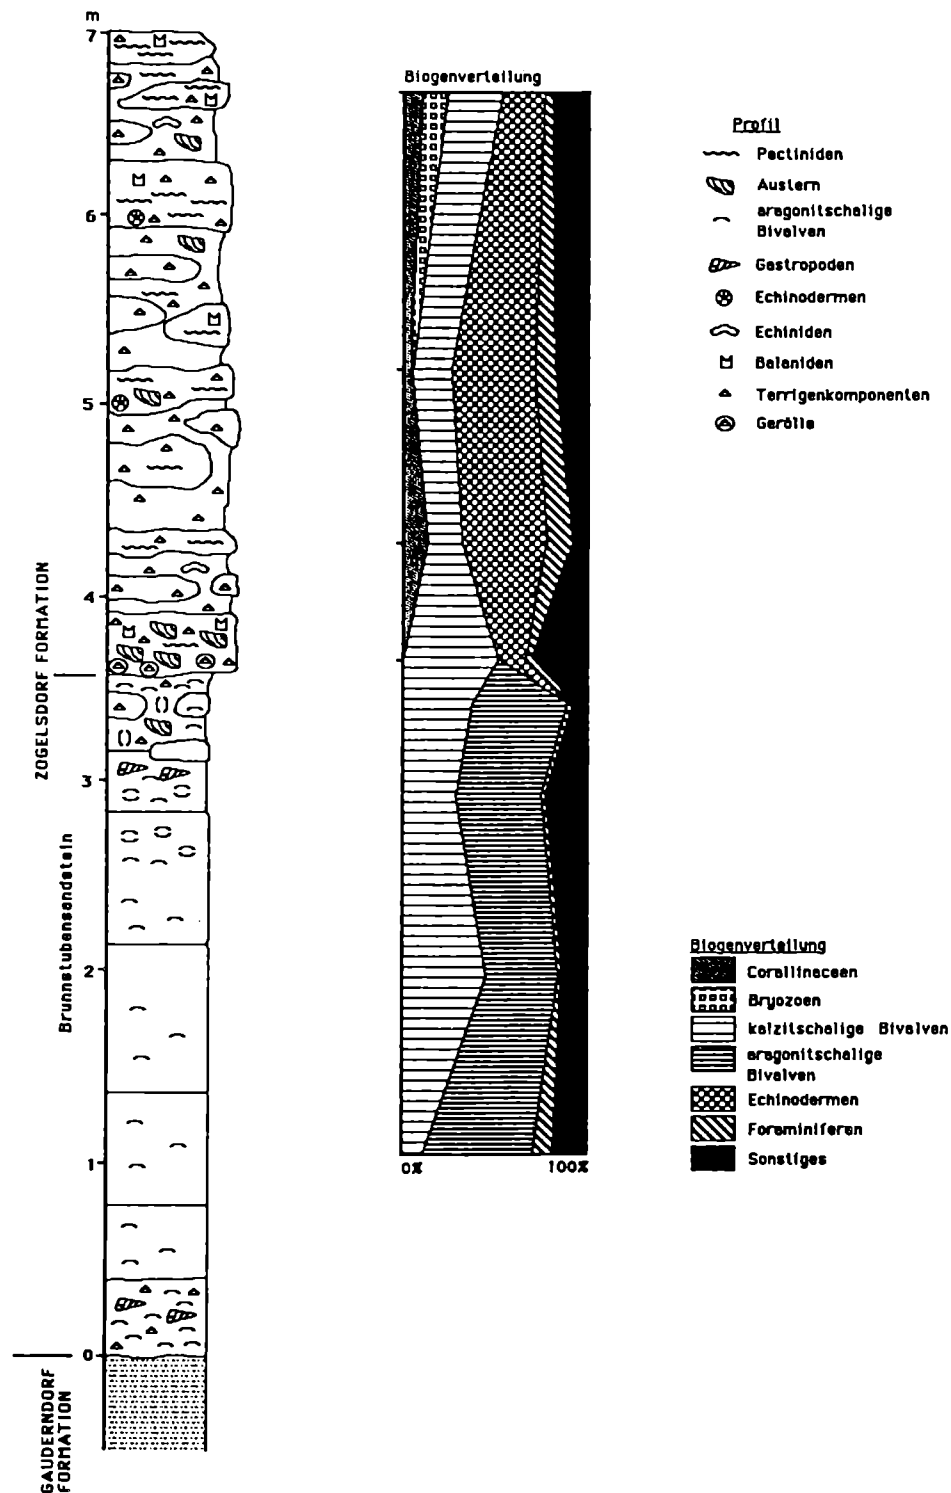 m
7
6
5
4
3
2
1
0
ZOGELSDORF FORMATION
Brunnstubensandstein
GAUDERNDORF
FORMATION
Biogenverteilung
0%
100%
Profil
Pectiniden
Austern
aragonitschalige
Bivalven
Gastropoden
Echinodermen
Echiniden
Balaniden
Terrigenkomponenten
Gerölle
Biogenverteilung
Corallinaceen
Bryozoen
kalzitschalige Bivalven
aragonitschalige
Bivalven
Echinodermen
Foraminiferen
Sonstiges